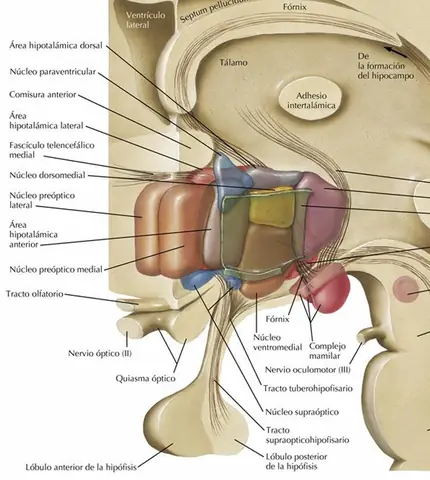 Ventrículo
lateral
Septum pellucidum
Fórnix
Área hipotalámica dorsal
Núcleo paraventricular
Comisura anterior
Área
hipotalámica lateral
Fascículo telencefálico
medial
Núcleo dorsomedial
Núcleo preóptico
lateral
Área
hipotalámica
anterior
Núcleo preóptico medial
Tracto olfatorio
Nervio óptico (II)
Quiasma óptico
Lóbulo anterior de la hipófisis
Tálamo
De
la formación
del hipocampo
Adhesio
intertalámica
Fórnix
Núcleo
ventromedial
Complejo
mamilar
Nervio oculomotor (III)
Tracto tuberohipofisario
Núcleo supraóptico
Tracto
supraopticohipofisario
Lóbulo posterior
de la hipófisis